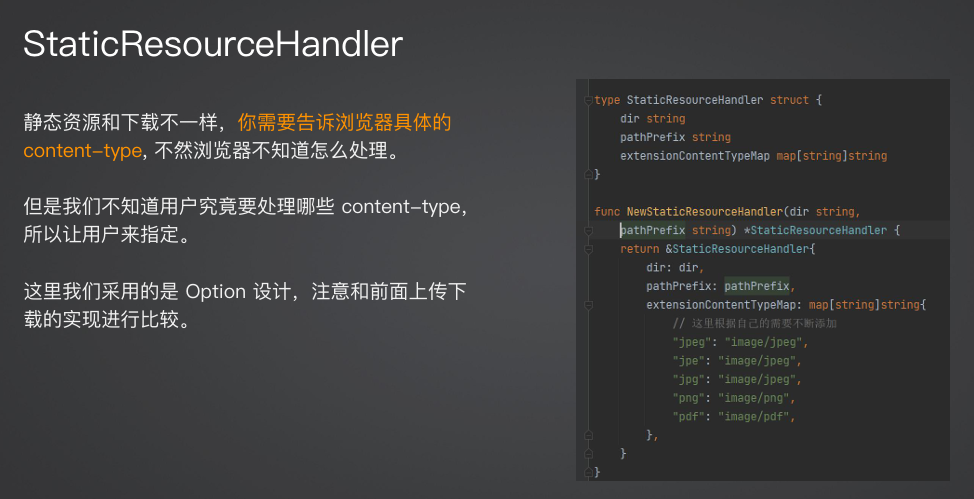 StaticResourceHandler
静态资源和下载不一样，你需要告诉浏览器具体的
content-type, 不然浏览器不知道怎么处理。
但是我们不知道用户究竟要处理哪些 content-type，
所以让用户来指定。
这里我们采用的是 Option 设计，注意和前面上传下
载的实现进行比较。
type StaticResourceHandler struct {
dir string
pathPrefix string
extensionContentTypeMap map[string]string
}
func NewStaticResourceHandler(dir string,
pathPrefix string) *StaticResourceHandler {
return &StaticResourceHandler{
dir: dir,
pathPrefix: pathPrefix,
extensionContentTypeMap: map[string]string{
// 这里根据自己的需要不断添加
"jpeg": "image/jpeg",
"jpe": "image/jpeg",
"jpg": "image/jpeg",
"png": "image/png",
"pdf": "image/pdf",
},
}
}